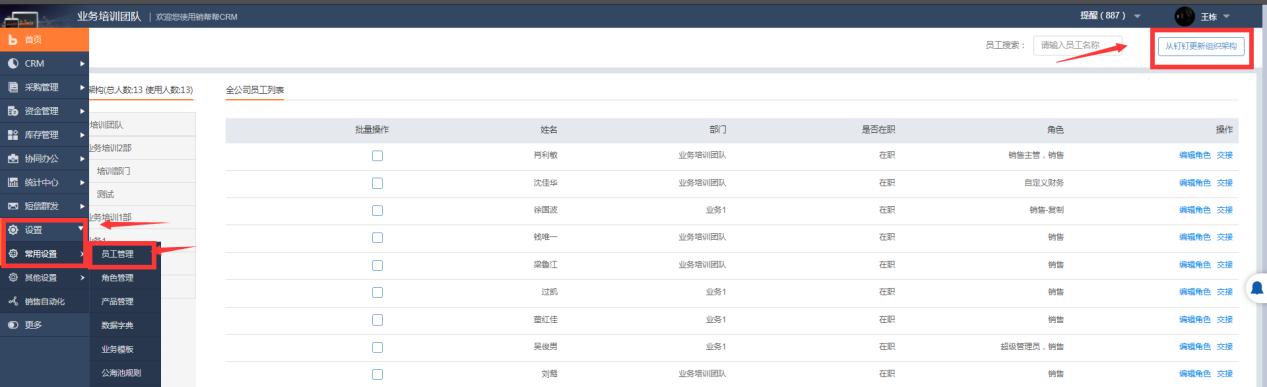 业务培训团队 | 欢迎您使用销帮帮CRM 提醒 ( 887 ) 王栋
首页
员工搜索： 请输入员工名称 从钉钉更新组织架构
CRM
采购管理 架构(总人数:13 使用人数:13) 全公司员工列表
资金管理
培训团队
批量操作 姓名 部门 是否在职 角色 操作
库存管理
业务培训2部
协同办公
肖利敏 业务培训团队 在职 销售主管 , 销售 编辑角色 交接
培训部门
统计中心
沈佳华 业务培训团队 在职 自定义财务 编辑角色 交接
测试
短信群发
徐国波 业务1 在职 销售-复制 编辑角色 交接
业务培训1部
设置
钱唯一 业务培训团队 在职 销售 编辑角色 交接
业务1
常用设置 员工管理
梁鲁江 业务培训团队 在职 销售 编辑角色 交接
其他设置 角色管理
过凯 业务1 在职 销售 编辑角色 交接
销售自动化 产品管理
董红佳 业务1 在职 销售 编辑角色 交接
更多 数据字典
业务模板
吴俊男 业务1 在职 超级管理员 , 销售 编辑角色 交接
公海池规则
业务培训团队 在职 销售 编辑角色 交接